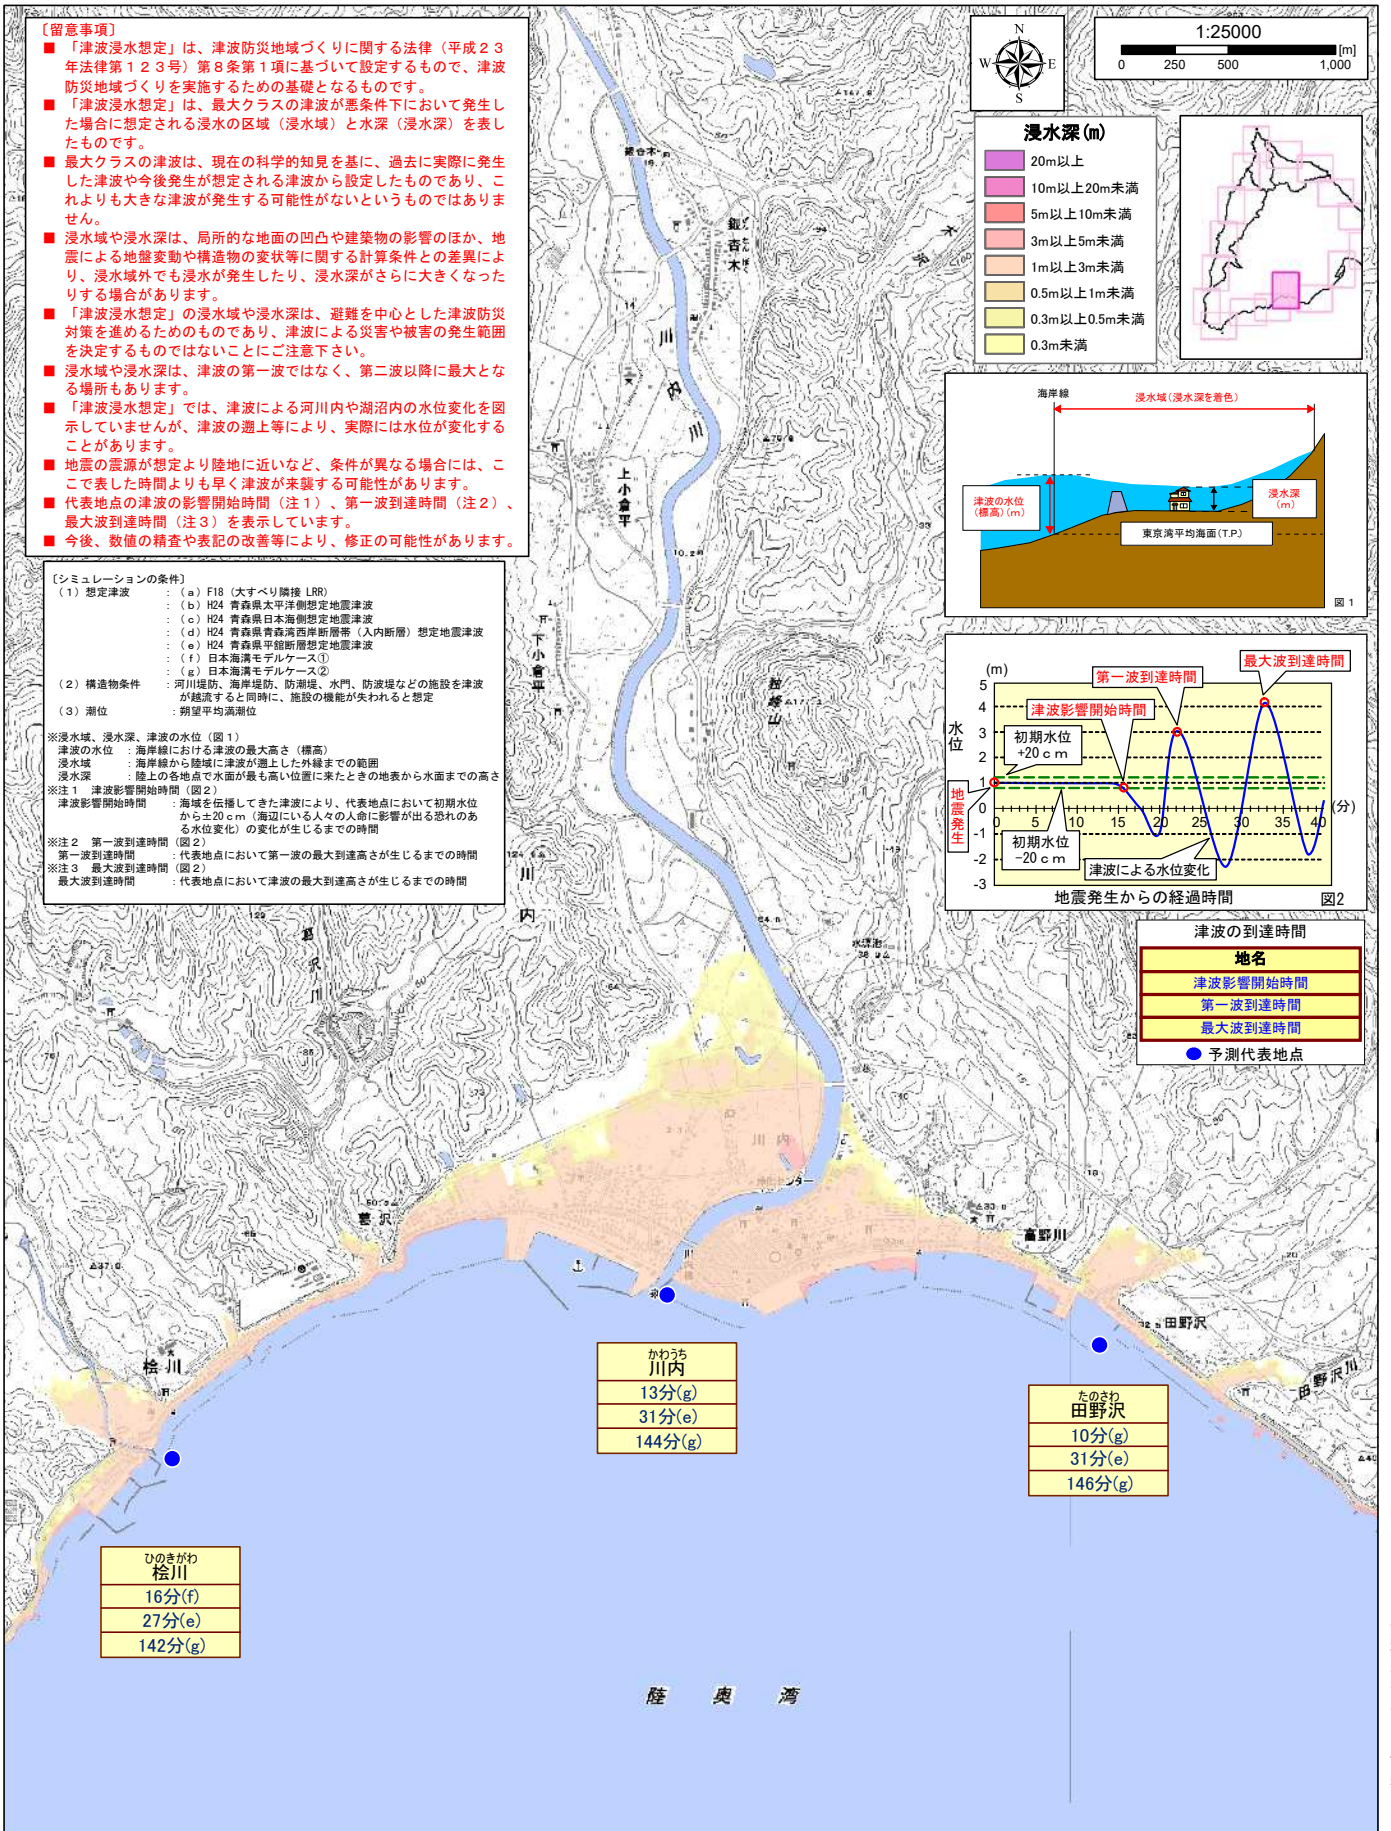 〔留意事項〕
■ 「津波浸水想定」は、津波防災地域づくりに関する法律（平成２３
年法律第１２３号）第８条第１項に基づいて設定するもので、津波
防災地域づくりを実施するための基礎となるものです。
■ 「津波浸水想定」は、最大クラスの津波が悪条件下において発生し
た場合に想定される浸水の区域（浸水域）と水深（浸水深）を表し
たものです。
■ 最大クラスの津波は、現在の科学的知見を基に、過去に実際に発生
した津波や今後発生が想定される津波から設定したものであり、こ
れよりも大きな津波が発生する可能性がないというものではありま
せん。
■ 浸水域や浸水深は、局所的な地面の凹凸や建築物の影響のほか、地
震による地盤変動や構造物の変状等に関する計算条件との差異によ
り、浸水域外でも浸水が発生したり、浸水深がさらに大きくなった
りする場合があります。
■ 「津波浸水想定」の浸水域や浸水深は、避難を中心とした津波防災
対策を進めるためのものであり、津波による災害や被害の発生範囲
を決定するものではないことにご注意下さい。
■ 浸水域や浸水深は、津波の第一波ではなく、第二波以降に最大とな
る場所もあります。
■ 「津波浸水想定」では、津波による河川内や湖沼内の水位変化を図
示していませんが、津波の遡上等により、実際には水位が変化する
ことがあります。
■ 地震の震源が想定より陸地に近いなど、条件が異なる場合には、こ
こで表した時間よりも早く津波が来襲する可能性があります。
■ 代表地点の津波の影響開始時間（注１）、第一波到達時間（注２）、
最大波到達時間（注３）を表示しています。
■ 今後、数値の精査や表記の改善等により、修正の可能性があります。
〔シミュレーションの条件〕
（１）想定津波 ：（ａ）F18（大すべり隣接 LRR）
：（ｂ）H24 青森県太平洋側想定地震津波
：（ｃ）H24 青森県日本海側想定地震津波
：（ｄ）H24 青森県青森湾西岸断層帯（入内断層）想定地震津波
：（ｅ）H24 青森県平舘断層想定地震津波
：（ｆ）日本海溝モデルケース①
：（ｇ）日本海溝モデルケース②
（２）構造物条件 ：河川堤防、海岸堤防、防潮堤、水門、防波堤などの施設を津波
が越流すると同時に、施設の機能が失われると想定
（３）潮位 ：朔望平均満潮位
※浸水域、浸水深、津波の水位（図１）
津波の水位 ：海岸線における津波の最大高さ（標高）
浸水域 ：海岸線から陸域に津波が遡上した外縁までの範囲
浸水深 ：陸上の各地点で水面が最も高い位置に来たときの地表から水面までの高さ
※注１ 津波影響開始時間（図２）
津波影響開始時間 ：海域を伝播してきた津波により、代表地点において初期水位
から±20ｃｍ（海辺にいる人々の人命に影響が出る恐れのあ
る水位変化）の変化が生じるまでの時間
※注２ 第一波到達時間（図２）
第一波到達時間 ：代表地点において第一波の最大到達高さが生じるまでの時間
※注３ 最大波到達時間（図２）
最大波到達時間 ：代表地点において津波の最大到達高さが生じるまでの時間
N
W E
S
1:25000
[m]
0 250 500 1,000
浸水深(m)
20m以上
10m以上20m未満
5m以上10m未満
3m以上5m未満
1m以上3m未満
0.5m以上1m未満
0.3m以上0.5m未満
0.3m未満
海岸線
浸水域(浸水深を着色)
津波の水位
(標高)(m)
浸水深
(m)
東京湾平均海面(T.P.)
図１
(m)
最大波到達時間
第一波到達時間
津波影響開始時間
水位
初期水位
+20ｃｍ
地震発生
初期水位
-20ｃｍ
津波による水位変化
5
4
3
2
1
0
-1
-2
-3
0 5 10 15 20 25 30 35 40 (分)
地震発生からの経過時間
図2
津波の到達時間
地名
津波影響開始時間
第一波到達時間
最大波到達時間
予測代表地点
銀杏木
川内川
上小倉平
下小倉平
川内
川内
葛沢
高野川
田野沢
田野沢川
桧川
かわうち
川内
13分(g)
31分(e)
144分(g)
たのさわ
田野沢
10分(g)
31分(e)
146分(g)
ひのきがわ
桧川
16分(f)
27分(e)
142分(g)
陸奥湾